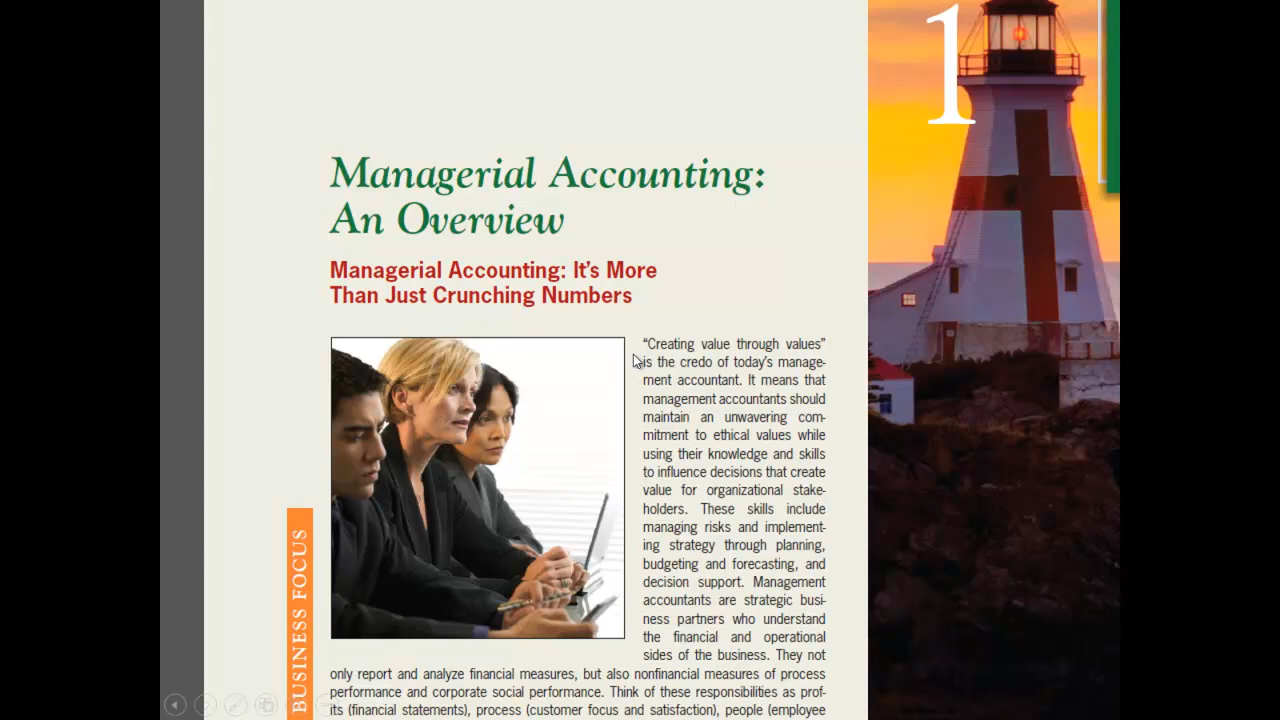 1
Managerial Accounting:
An Overview
Managerial Accounting: It's More
Than Just Crunching Numbers
“Creating value through values”
is the credo of today's manage-
ment accountant. It means that
management accountants should
maintain an unwavering com-
mitment to ethical values while
using their knowledge and skills
to influence decisions that create
value for organizational stake-
holders. These skills include
managing risks and implement-
ing strategy through planning,
budgeting and forecasting, and
decision support. Management
accountants are strategic busi-
ness partners who understand
the financial and operational
sides of the business. They not
only report and analyze financial measures, but also nonfinancial measures of process
performance and corporate social performance. Think of these responsibilities as prof-
its (financial statements), process (customer focus and satisfaction), people (employee
BUSINESS FOCUS